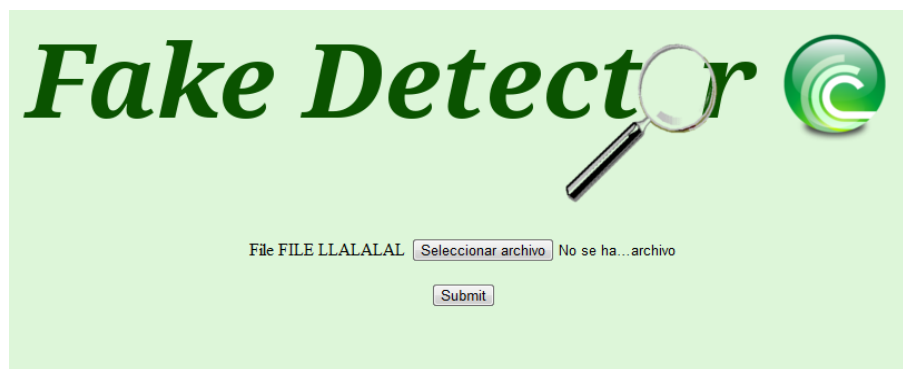 Fake Detector
File FILE LLALALAL Seleccionar archivo No se ha...archivo
Submit